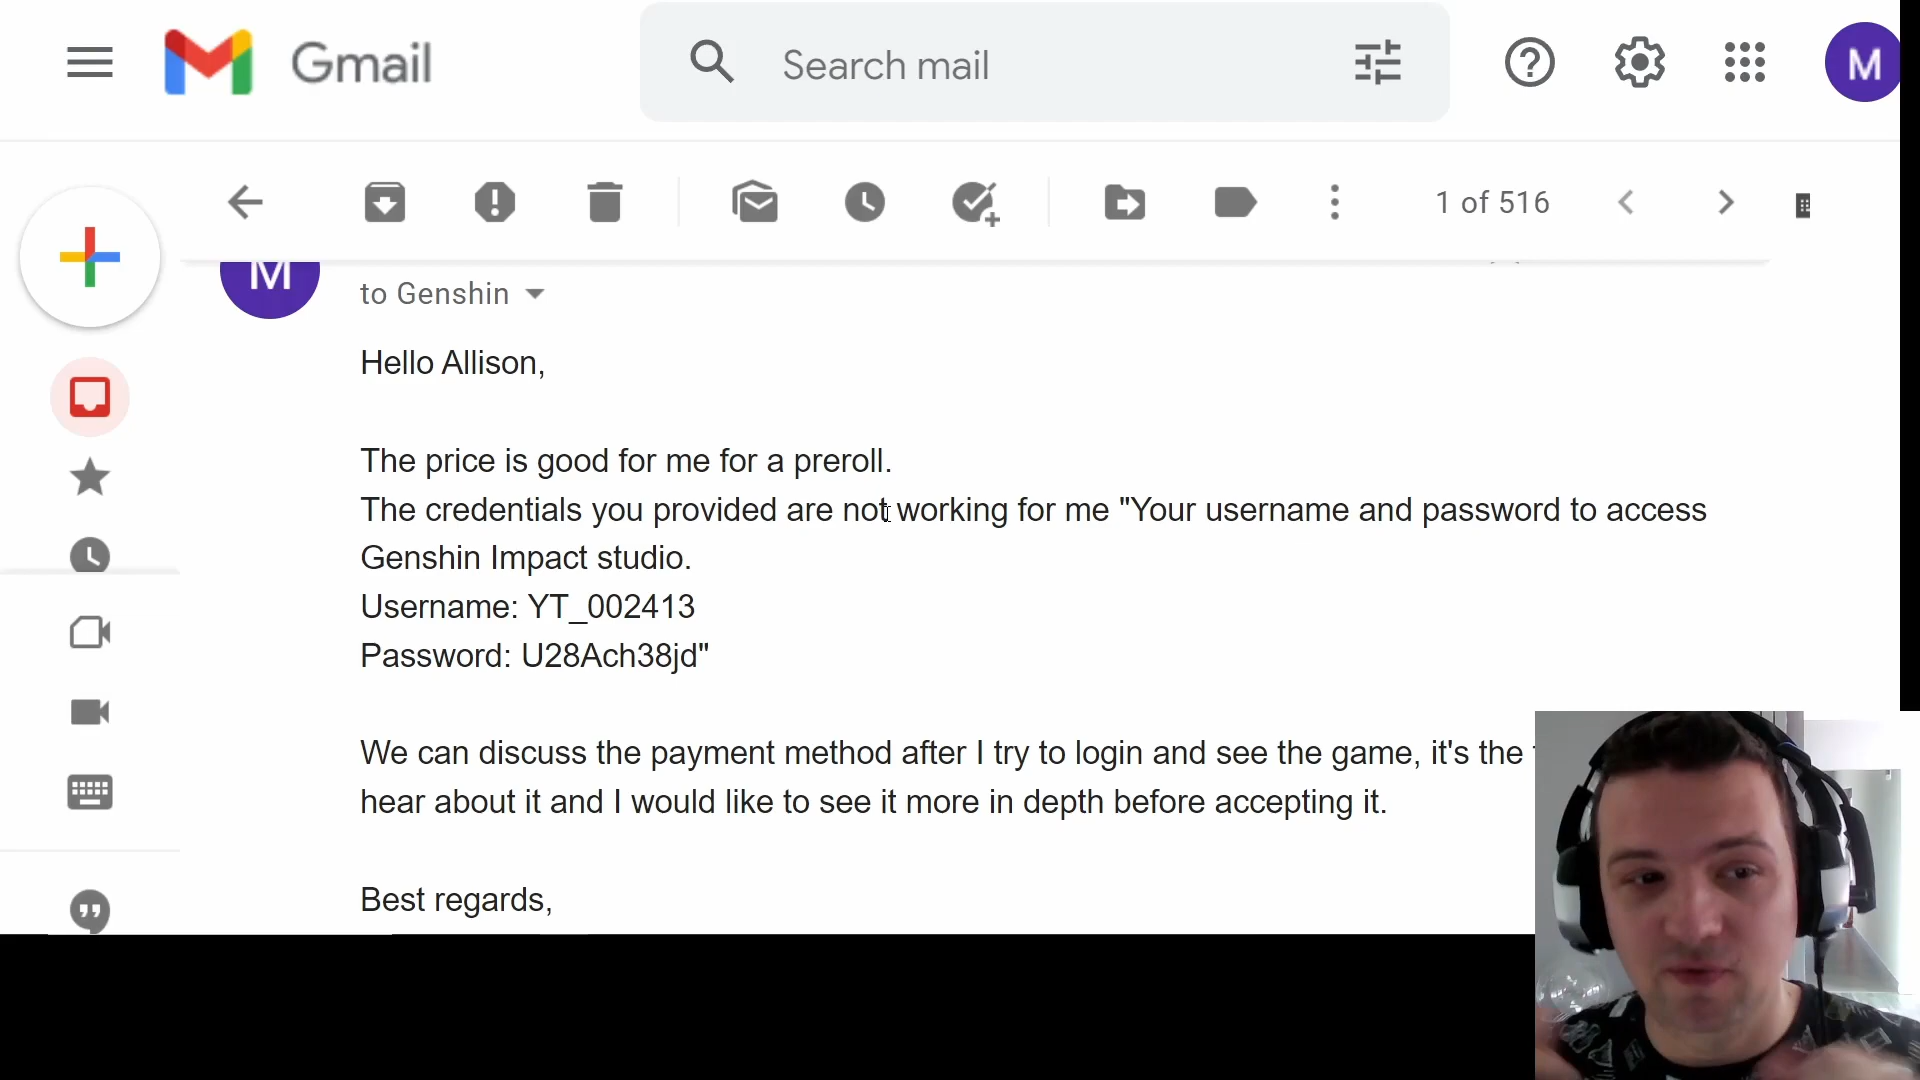 Gmail
Search mail
M
1 of 516
M
to Genshin
Hello Allison,
The price is good for me for a preroll.
The credentials you provided are not working for me "Your username and password to access
Genshin Impact studio.
Username: YT_002413
Password: U28Ach38jd"
We can discuss the payment method after I try to login and see the game, it's the
hear about it and I would like to see it more in depth before accepting it.
Best regards,